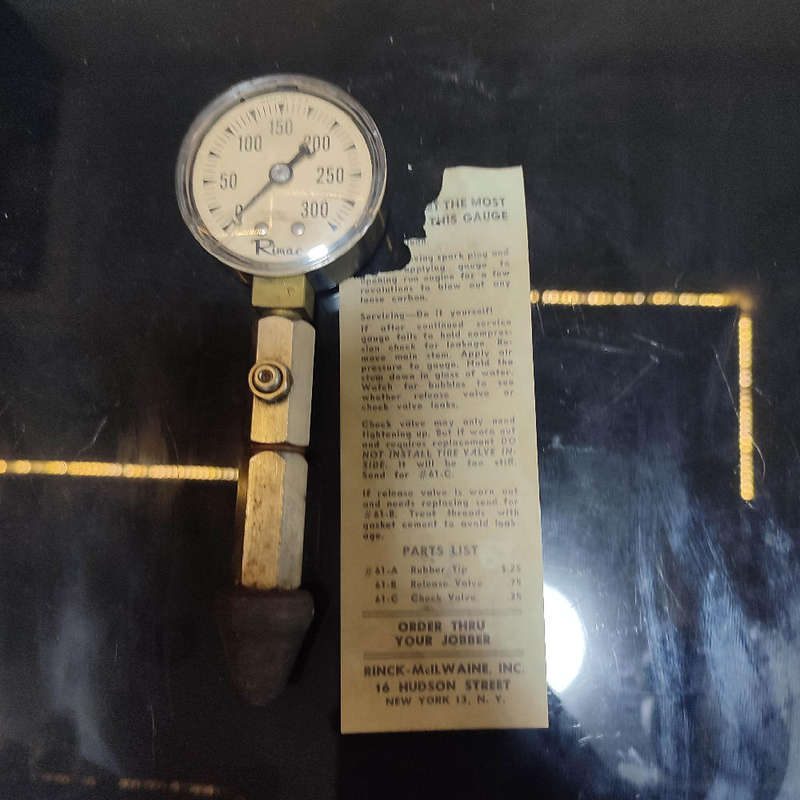 150
100
200
50
250
0
300
Rimac
THE MOST
THIS GAUGE
spark plug and
applying gauge to
opening run engine for a few
revolutions to blow out any
loose carbon.
Servicing—Do it yourself!
If after continued service
gauge fails to hold compres-
sion check for leakage. Re-
move main stem. Apply air
pressure to gauge. Hold the
stem down in glass of water.
Watch for bubbles to see
whether release valve or
check valve leaks.
Check valve may only need
tightening up. But if worn out
and requires replacement DO
NOT INSTALL TIRE VALVE IN-
SIDE. It will be too stiff.
Send for #61-C.
If release valve is worn out
and needs replacing send for
#61-B. Treat threads with
gasket cement to avoid leak-
age.
PARTS LIST
#61-A Rubber Tip $.25
61-B Release Valve .75
61-C Check Valve .25
ORDER THRU
YOUR JOBBER
RINCK-McILWAINE, INC.
16 HUDSON STREET
NEW YORK 13, N. Y.